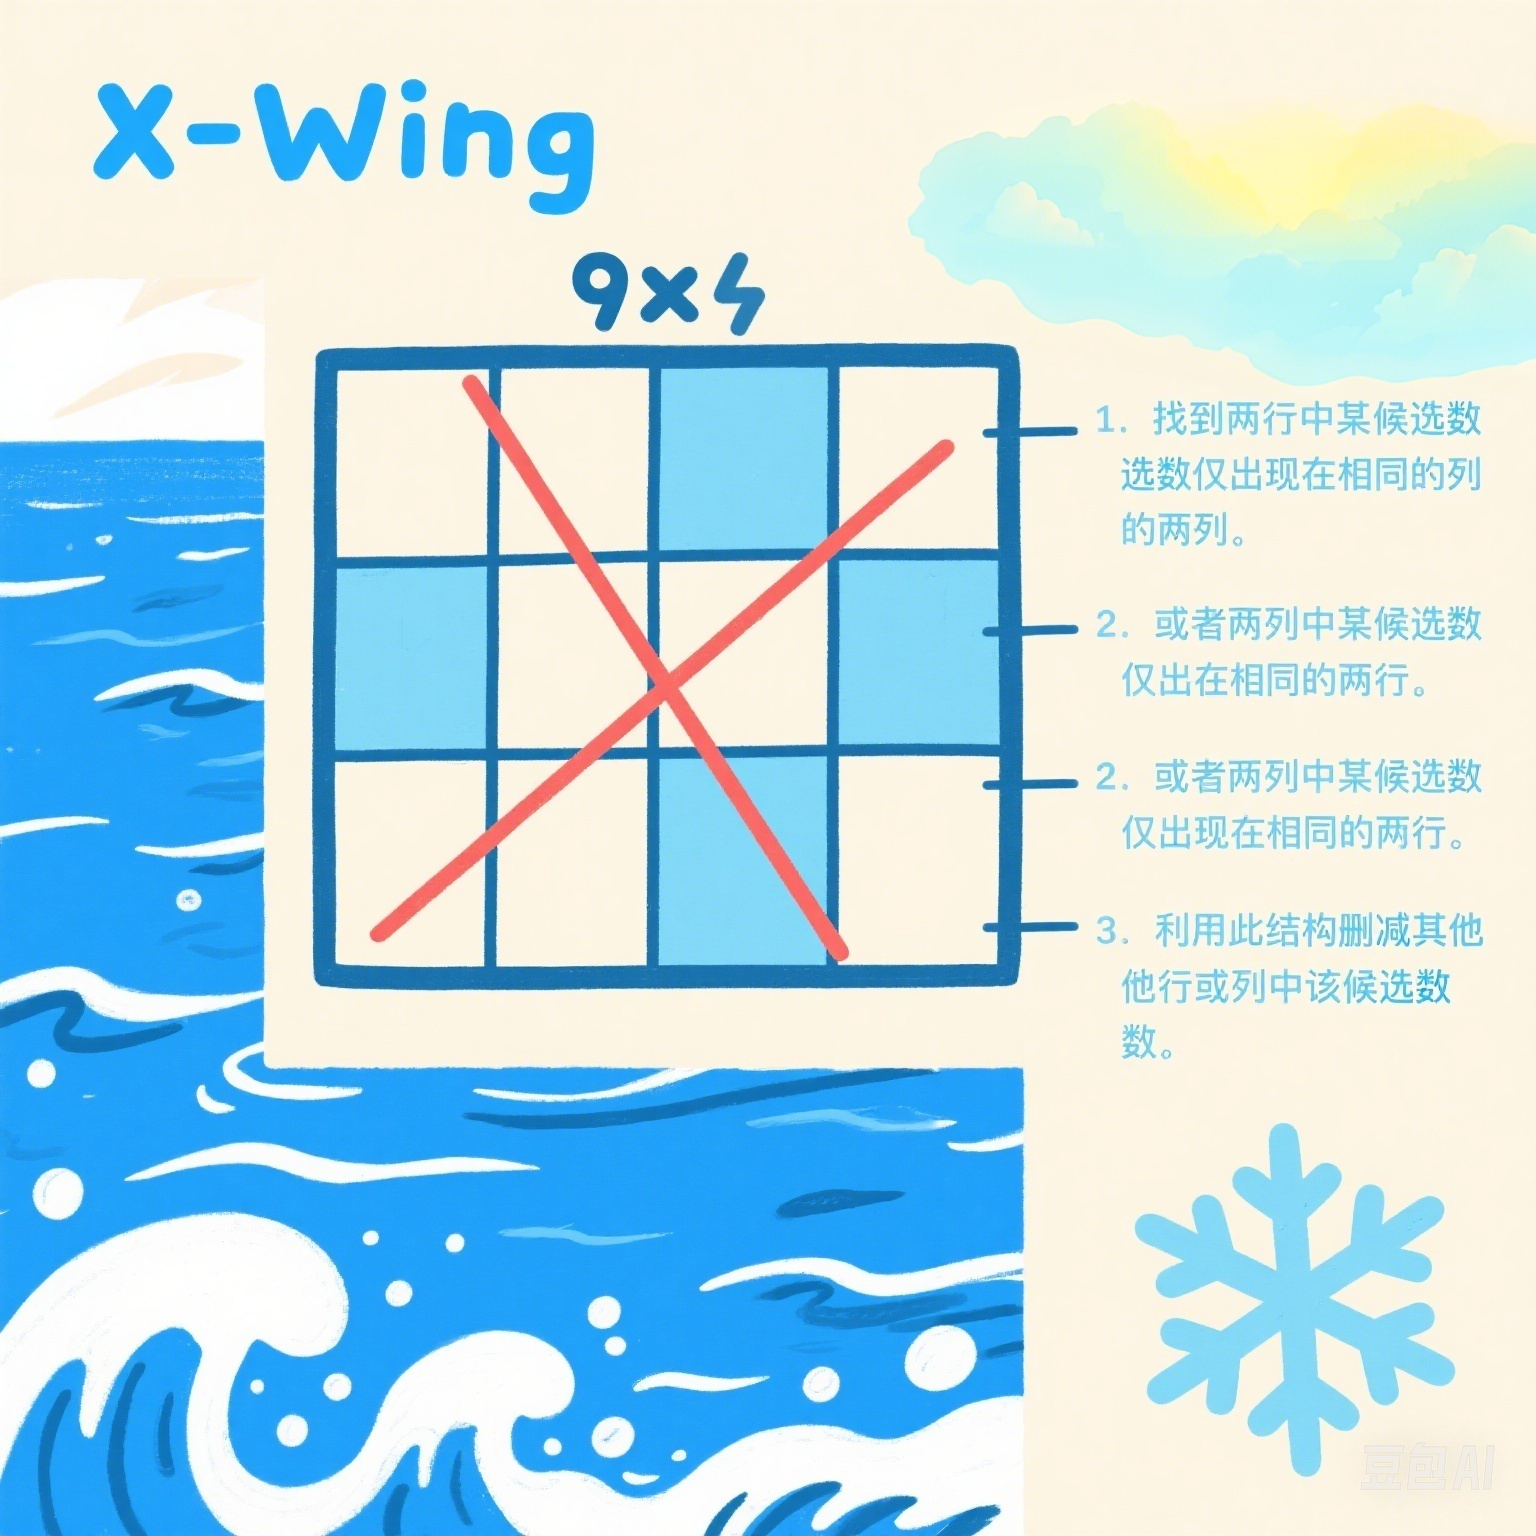 X-Wing
9×5
1. 找到两行中某候选数
选数仅出现在相同的列
的两列。
2. 或者两列中某候选数
仅出在相同的两行。
2. 或者两列中某候选数
仅出现在相同的两行。
3. 利用此结构删减其他
他行或列中该候选数
数。
豆包AI